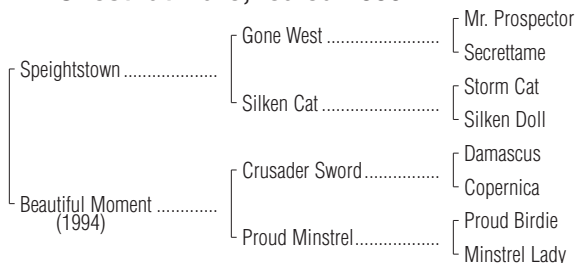 Mr. Prospector
Gone West
Secrettame
Speightstown
Storm Cat
Silken Cat
Silken Doll
Damascus
Crusader Sword
Copernica
Beautiful Moment
(1994)
Proud Birdie
Proud Minstrel
Minstrel Lady